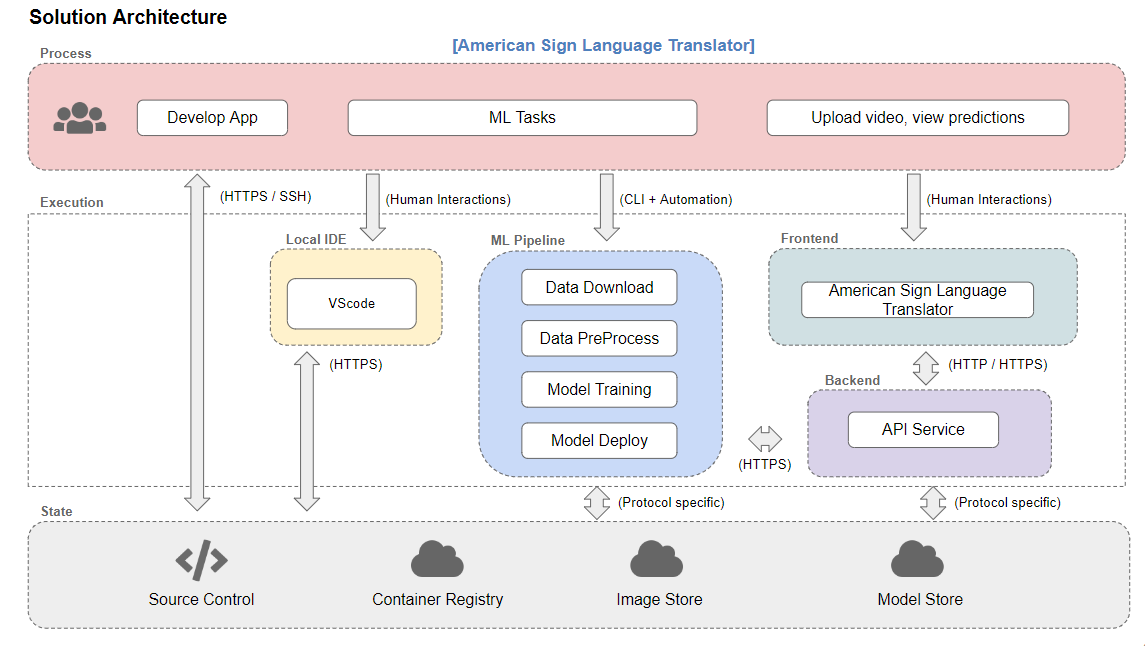 Solution Architecture
[American Sign Language Translator]
Process
Develop App
ML Tasks
Upload video, view predictions
(HTTPS / SSH)
(Human Interactions)
(CLI + Automation)
(Human Interactions)
Execution
Local IDE
ML Pipeline
Frontend
VScode
Data Download
Data PreProcess
Model Training
Model Deploy
American Sign Language
Translator
(HTTPS)
(HTTP / HTTPS)
Backend
API Service
(HTTPS)
(Protocol specific)
(Protocol specific)
State
Source Control
Container Registry
Image Store
Model Store